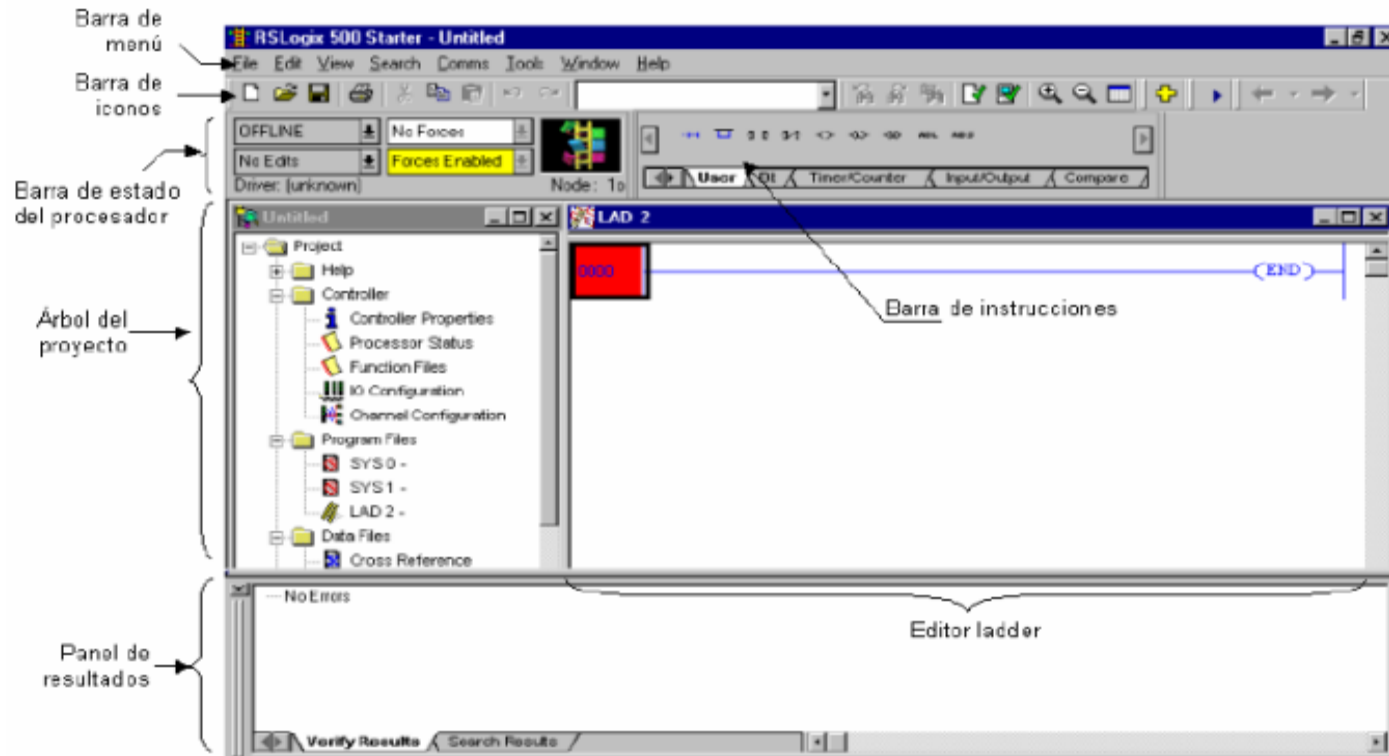 Barra de
menú
RSLogix 500 Starter - Untitled
File Edit View Search Comms Tools Window Help
Barra de
iconos
OFFLINE No Forces
No Edits Forces Enabled
Driver: [unknown] Node: 1o
User Timer/Counter Input/Output Compare
Barra de estado
del procesador
Untitled
LAD 2
Project
Help
Controller
Controller Properties
Processor Status
Function Files
IO Configuration
Channel Configuration
Program Files
SYS 0 -
SYS 1 -
LAD 2 -
Data Files
Cross Reference
0000
END
Barra de instrucciones
Árbol del
proyecto
No Errors
Editor ladder
Panel de
resultados
Verify Results Search Results